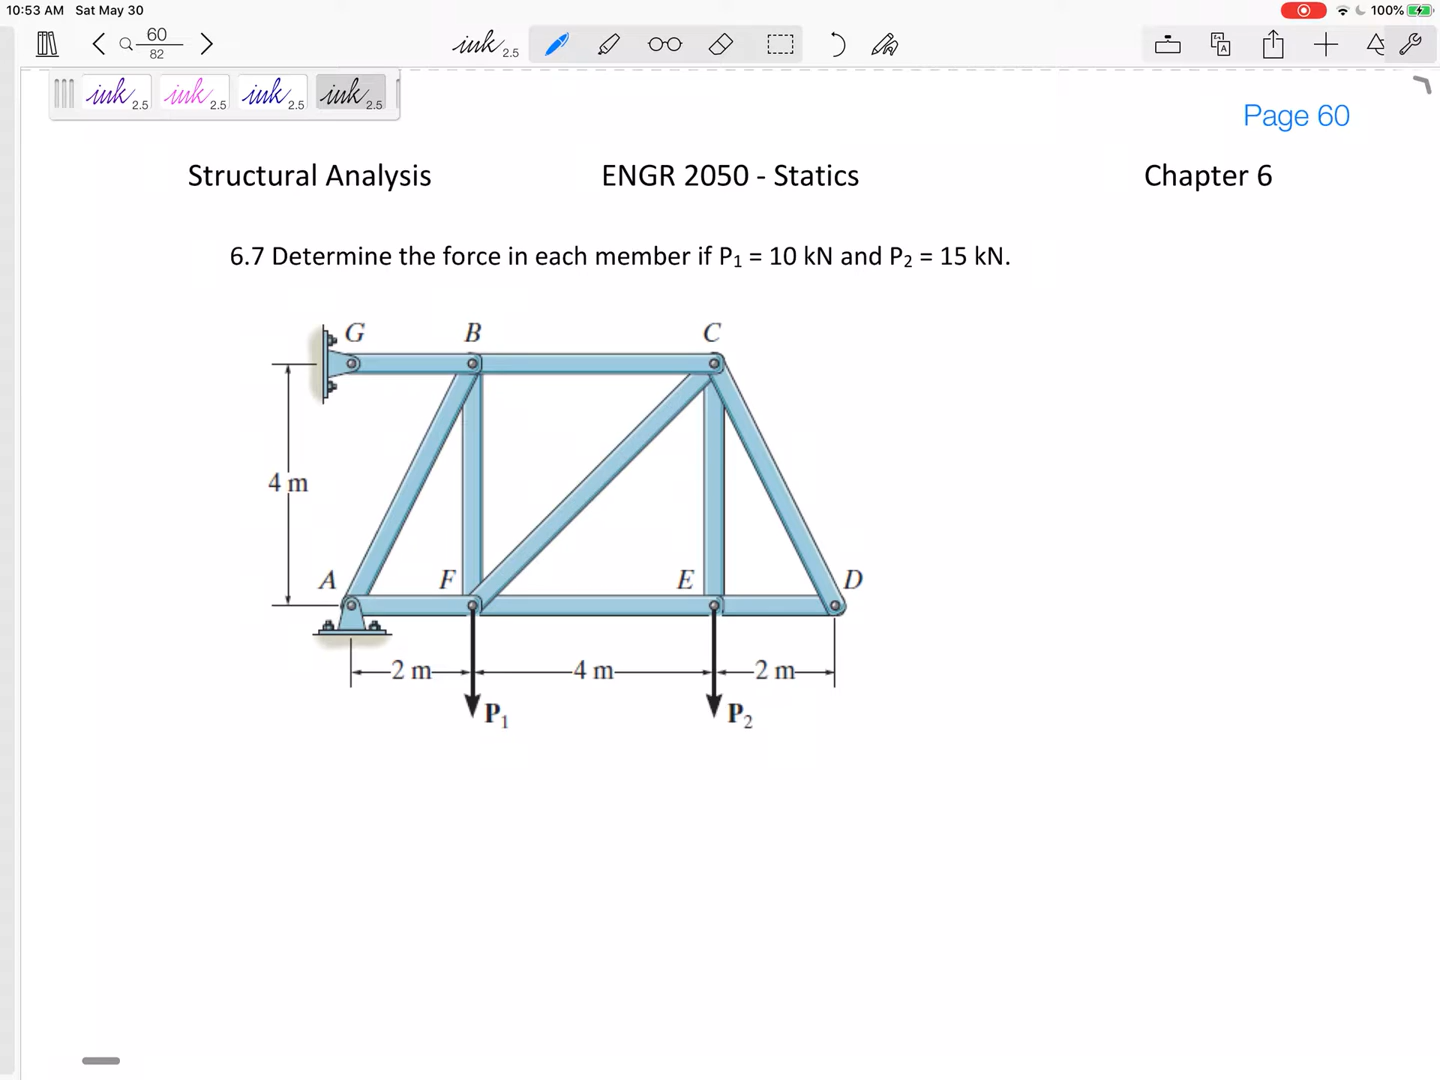 10:53 AM Sat May 30
100%
60
82
ink 2.5
ink 2.5
ink 2.5
ink 2.5
ink 2.5
Page 60
Structural Analysis ENGR 2050 - Statics Chapter 6
6.7 Determine the force in each member if P₁ = 10 kN and P₂ = 15 kN.
G B C
4 m
A F E D
2 m 4 m 2 m
P₁ P₂